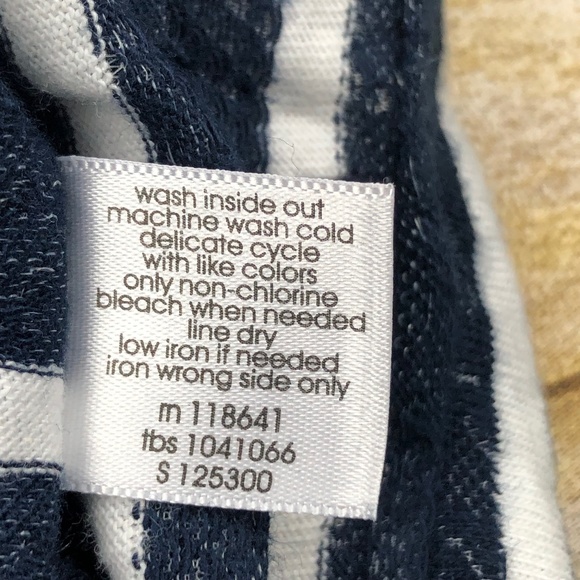 wash inside out
machine wash cold
delicate cycle
with like colors
only non-chlorine
bleach when needed
line dry
low iron if needed
iron wrong side only
rn 118641
tbs 1041066
S 125300